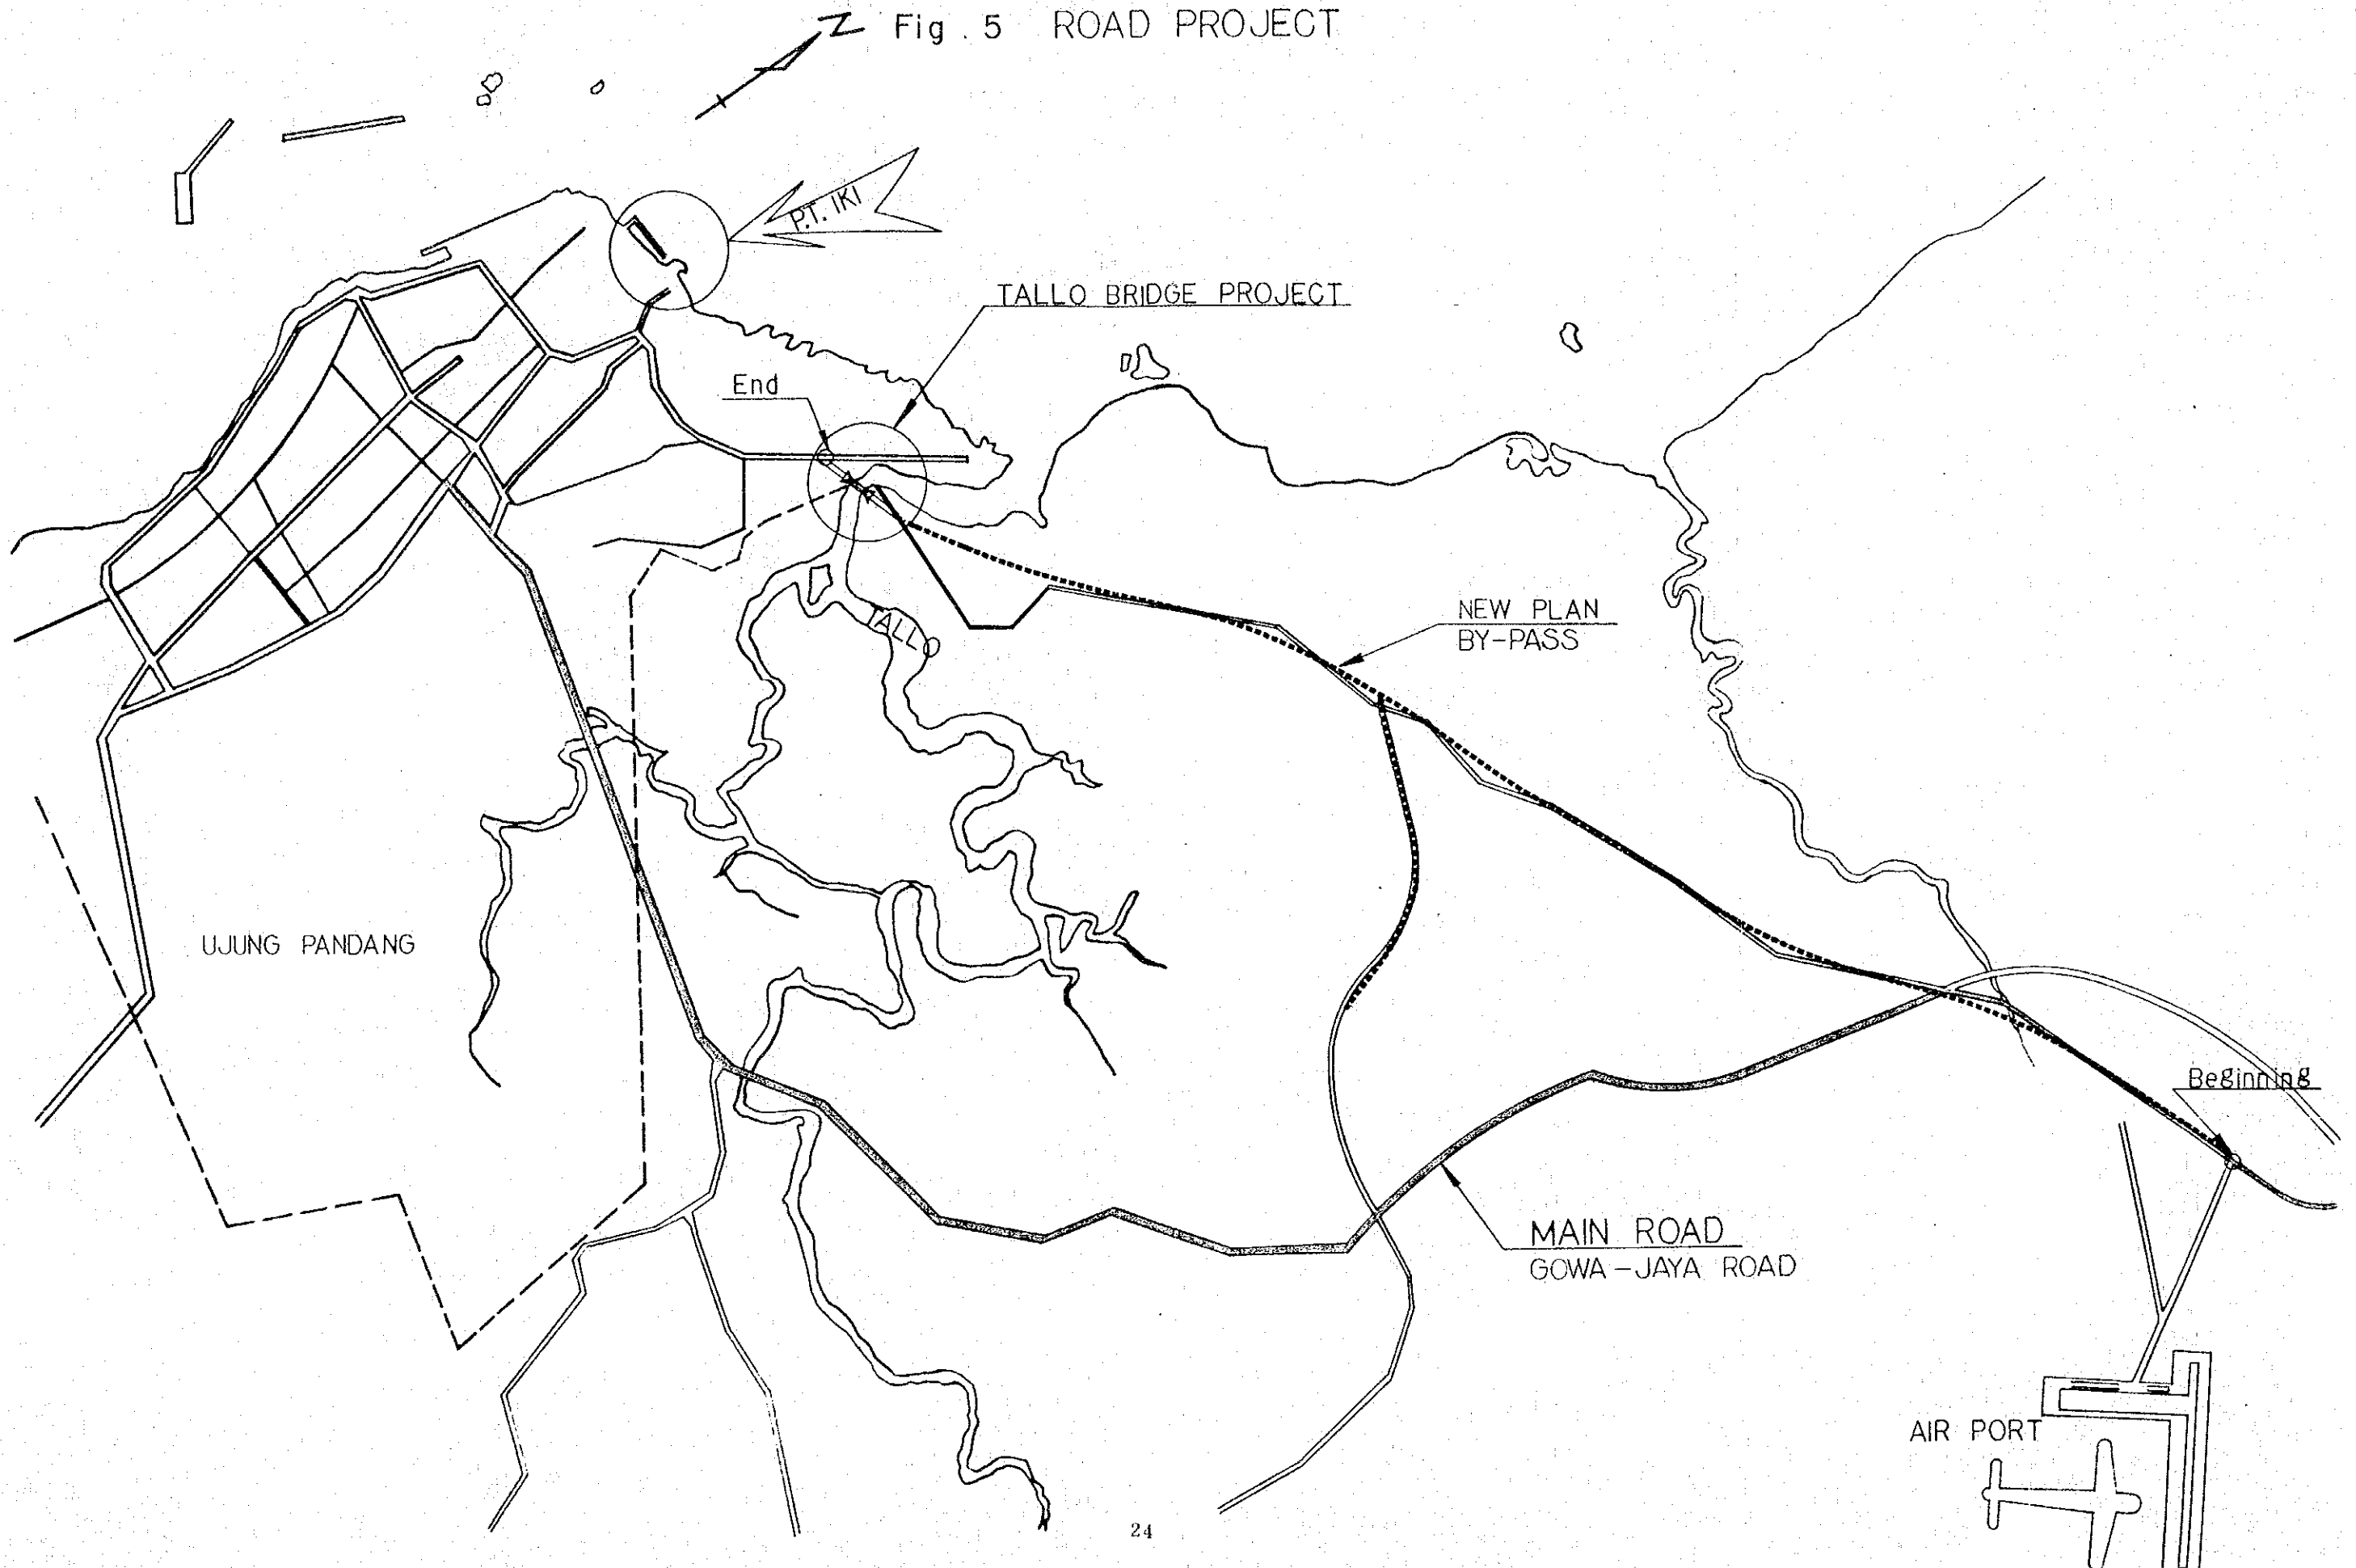 N
Fig. 5 ROAD PROJECT
P.T. IKI
TALLO BRIDGE PROJECT
End
NEW PLAN
BY-PASS
TALLO
UJUNG PANDANG
Beginning
MAIN ROAD
GOWA-JAYA ROAD
AIR PORT
24